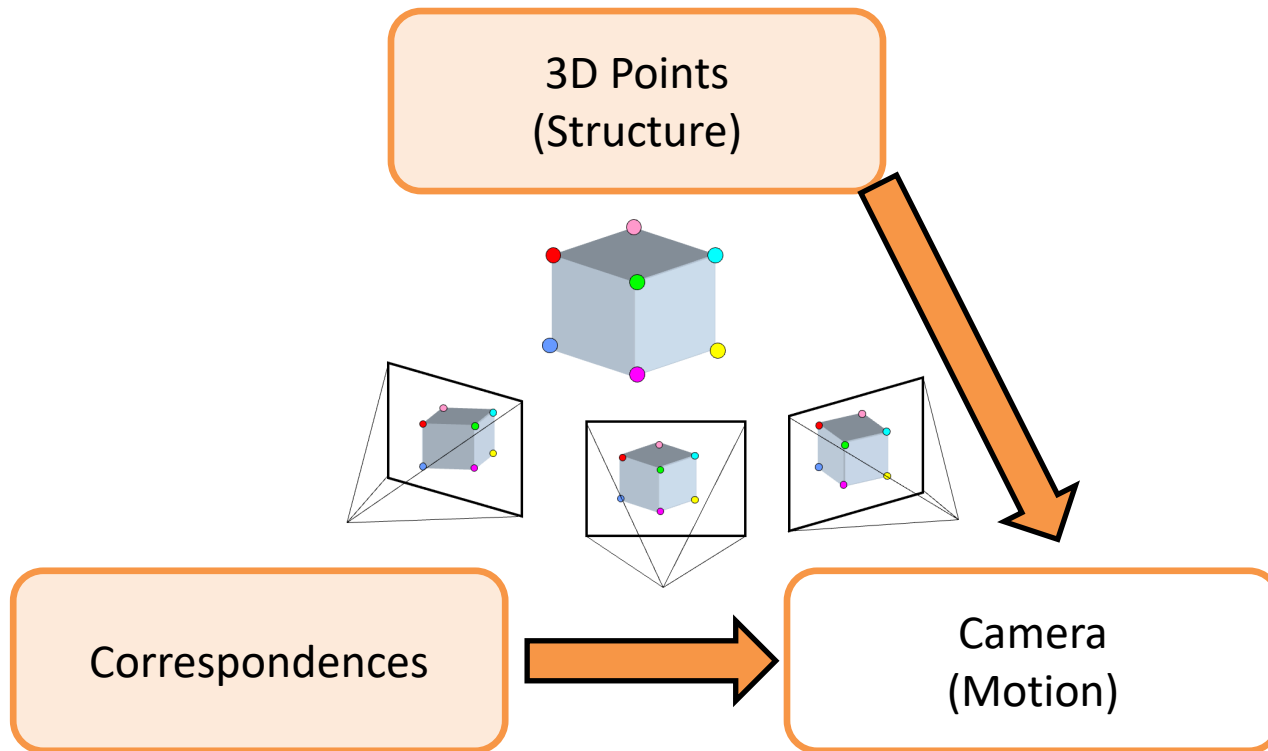 3D Points
(Structure)
Correspondences
Camera
(Motion)